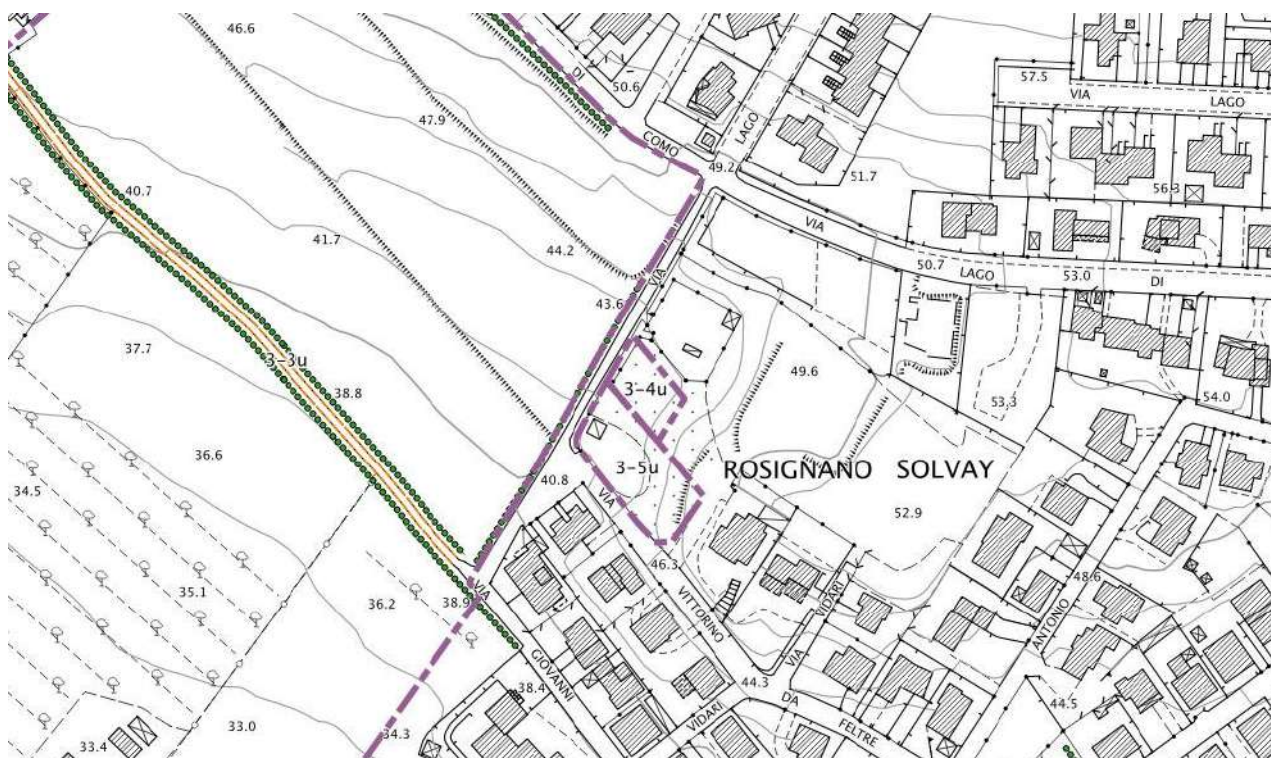 46.6
DI
50.6
57.5
VIA
LAGO
47.9
COMO
LAGO
49.2
51.7
56.3
40.7
41.7
44.2
VIA
VIA
50.7
LAGO
53.0
DI
43.6
37.7
3-3u
38.8
3-4u
49.6
53.3
54.0
36.6
34.5
3-5u
ROSIGNANO SOLVAY
40.8
VIA
52.9
46.3
48.6
35.1
36.2
38.9
VIA
VITTORINO
VIDARI
ANTONIO
GIOVANNI
VIA
38.4
44.3
DA
VIDARI
FELTRE
44.5
33.0
34.3
33.4